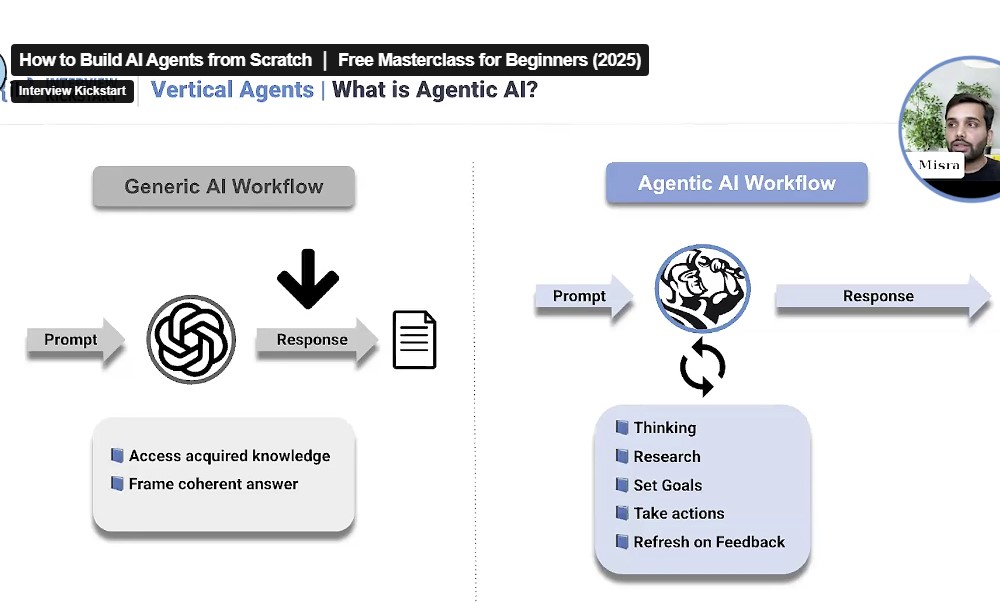 How to Build AI Agents from Scratch | Free Masterclass for Beginners (2025)
Interview Kickstart
Vertical Agents | What is Agentic AI?
Misra
Generic AI Workflow
Agentic AI Workflow
Prompt
Response
Prompt
Response
Access acquired knowledge
Frame coherent answer
Thinking
Research
Set Goals
Take actions
Refresh on Feedback